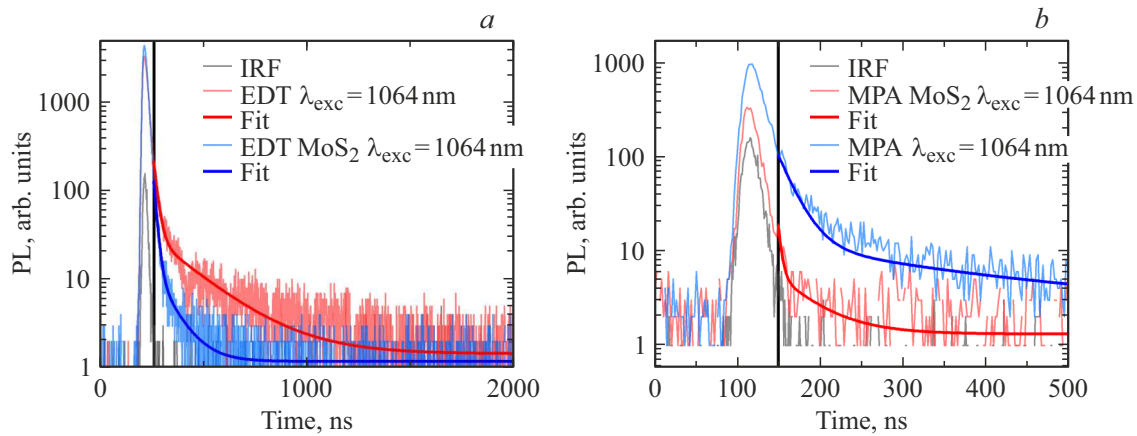 a
PL, arb. units
1000
100
10
1
IRF
EDT λexc = 1064 nm
Fit
EDT MoS2 λexc = 1064 nm
Fit
0
1000
2000
Time, ns
b
PL, arb. units
1000
100
10
1
IRF
MPA MoS2 λexc = 1064 nm
Fit
MPA λexc = 1064 nm
Fit
0
100
200
300
400
500
Time, ns